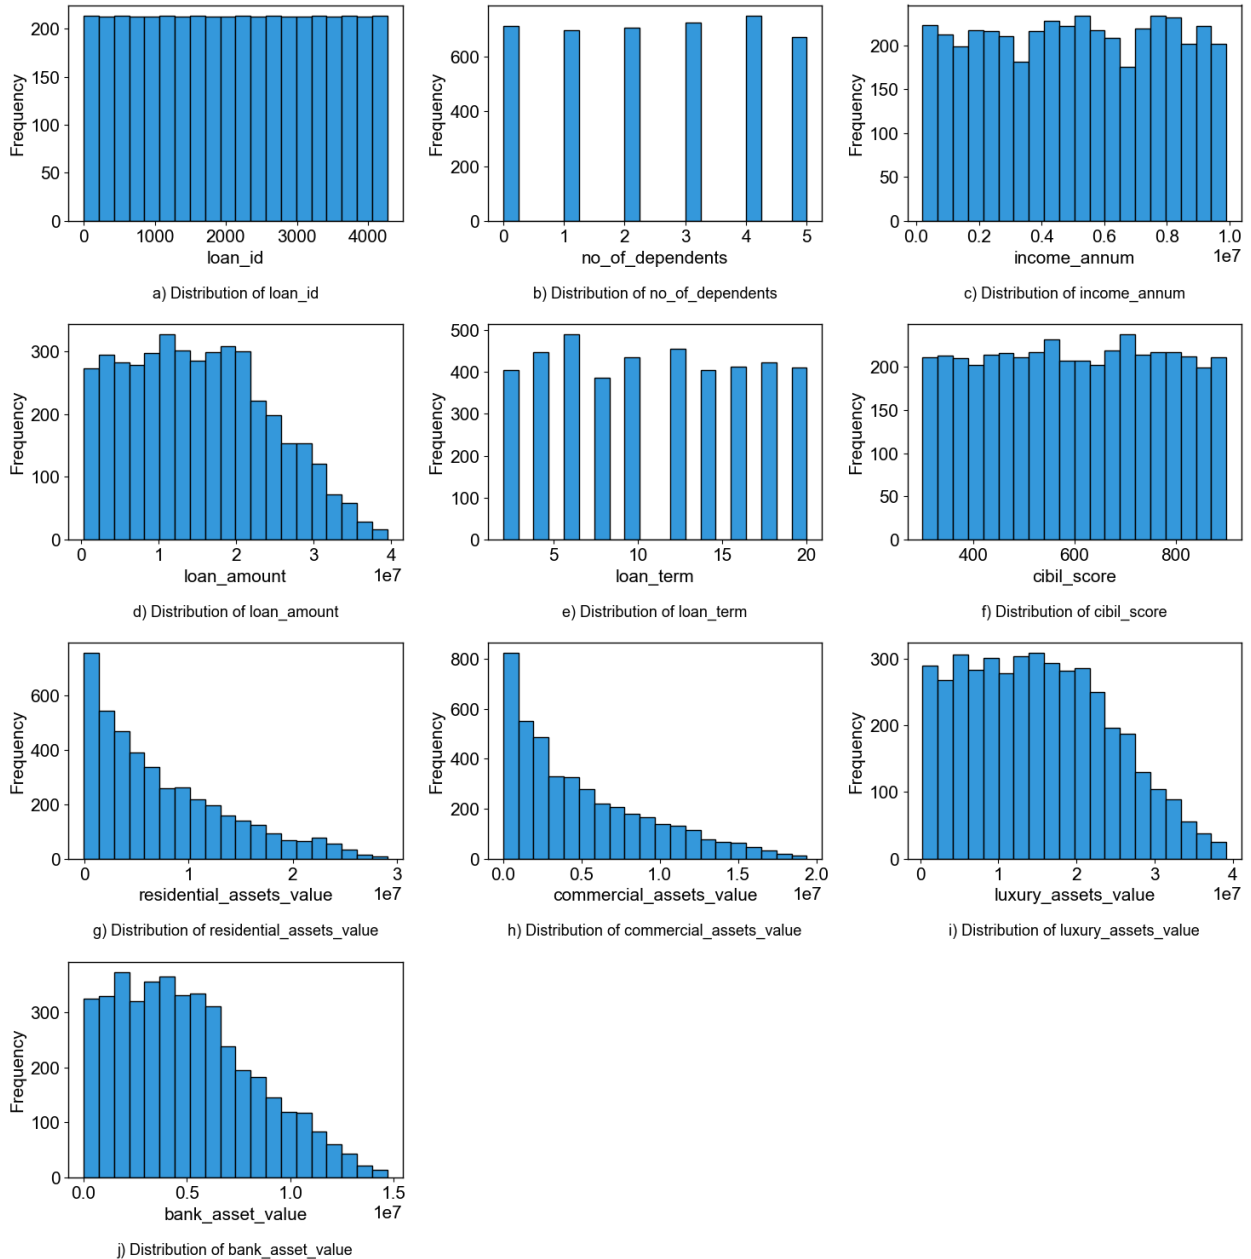 200
150
100
50
0
Frequency
0 1000 2000 3000 4000
loan_id
a) Distribution of loan_id
600
400
200
0
Frequency
0 1 2 3 4 5
no_of_dependents
b) Distribution of no_of_dependents
200
150
100
50
0
Frequency
0.0 0.2 0.4 0.6 0.8 1.0
1e7
income_annum
c) Distribution of income_annum
300
200
100
0
Frequency
0 1 2 3 4
1e7
loan_amount
d) Distribution of loan_amount
500
400
300
200
100
0
Frequency
5 10 15 20
loan_term
e) Distribution of loan_term
200
150
100
50
0
Frequency
400 600 800
cibil_score
f) Distribution of cibil_score
600
400
200
0
Frequency
0 1 2 3
1e7
residential_assets_value
g) Distribution of residential_assets_value
800
600
400
200
0
Frequency
0.0 0.5 1.0 1.5 2.0
1e7
commercial_assets_value
h) Distribution of commercial_assets_value
300
200
100
0
Frequency
0 1 2 3 4
1e7
luxury_assets_value
i) Distribution of luxury_assets_value
300
200
100
0
Frequency
0.0 0.5 1.0 1.5
1e7
bank_asset_value
j) Distribution of bank_asset_value